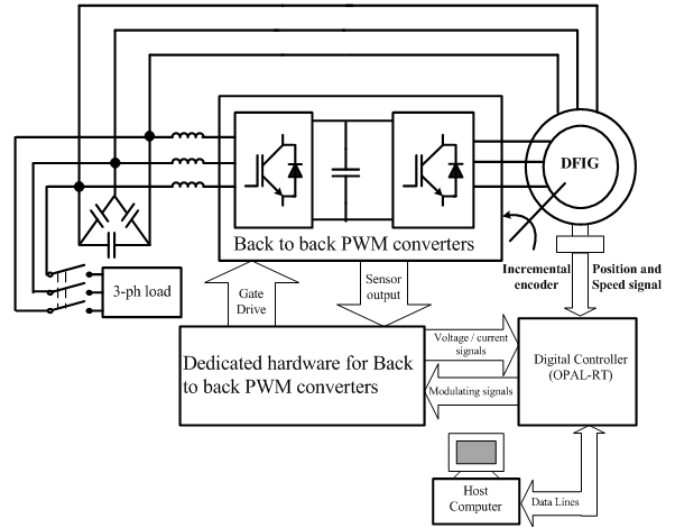 DFIG
Back to back PWM converters
3-ph load
Gate
Drive
Sensor
output
Incremental
encoder
Position and
Speed signal
Dedicated hardware for Back
to back PWM converters
Voltage / current
signals
Modulating signals
Digital Controller
(OPAL-RT)
Host
Computer
Data Lines